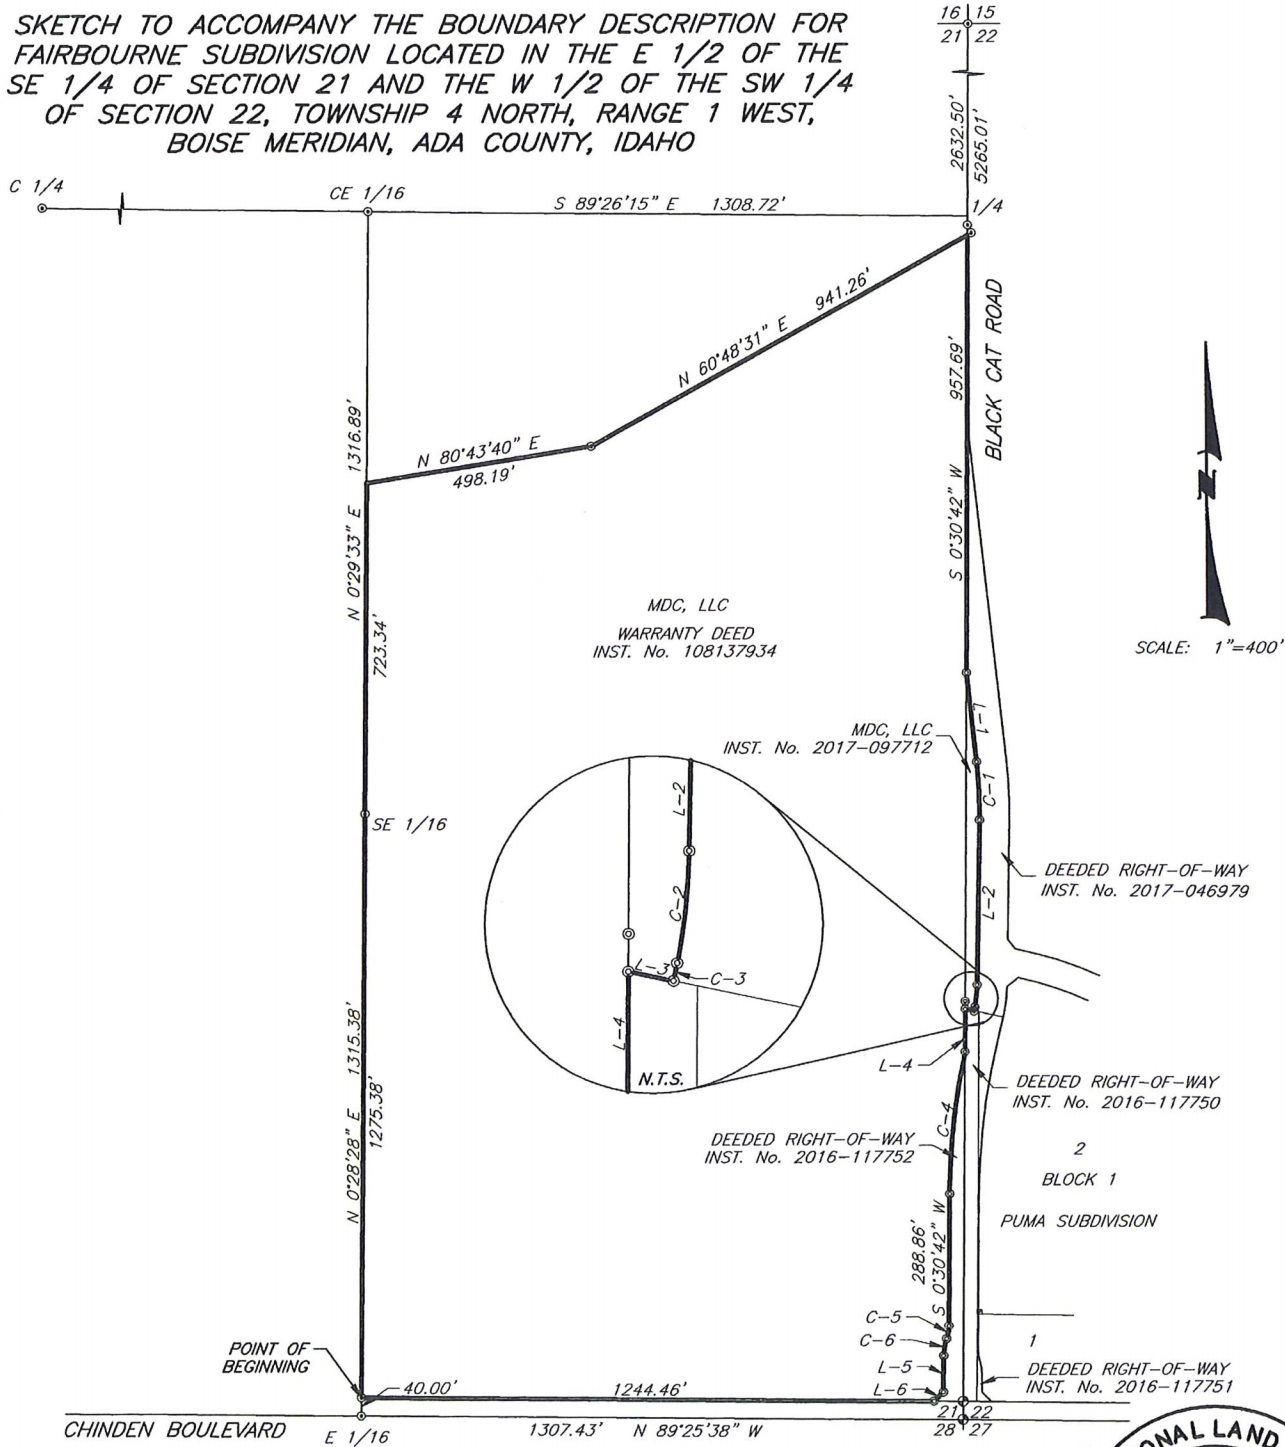 SKETCH TO ACCOMPANY THE BOUNDARY DESCRIPTION FOR
FAIRBOURNE SUBDIVISION LOCATED IN THE E 1/2 OF THE
SE 1/4 OF SECTION 21 AND THE W 1/2 OF THE SW 1/4
OF SECTION 22, TOWNSHIP 4 NORTH, RANGE 1 WEST,
BOISE MERIDIAN, ADA COUNTY, IDAHO
16 15
21 22
2632.50'
5265.01'
C 1/4
CE 1/16
S 89°26'15" E 1308.72'
1/4
N 60°48'31" E 941.26'
BLACK CAT ROAD
957.69'
S 0°30'42" W
1316.89'
N 0°29'33" E
723.34'
N 80°43'40" E
498.19'
N
SCALE: 1"=400'
MDC, LLC
WARRANTY DEED
INST. No. 108137934
MDC, LLC
INST. No. 2017-097712
L-1
C-1
L-2
SE 1/16
DEEDED RIGHT-OF-WAY
INST. No. 2017-046979
L-2
C-2
L-3
C-3
L-4
N.T.S.
L-4
DEEDED RIGHT-OF-WAY
INST. No. 2016-117750
1315.38'
N 0°28'28" E
1275.38'
C-4
DEEDED RIGHT-OF-WAY
INST. No. 2016-117752
2
BLOCK 1
PUMA SUBDIVISION
288.86'
S 0°30'42" W
C-5
C-6
L-5
L-6
1
DEEDED RIGHT-OF-WAY
INST. No. 2016-117751
POINT OF
BEGINNING
40.00'
1244.46'
21 22
28 27
CHINDEN BOULEVARD
E 1/16
1307.43' N 89°25'38" W
ONAL LAND